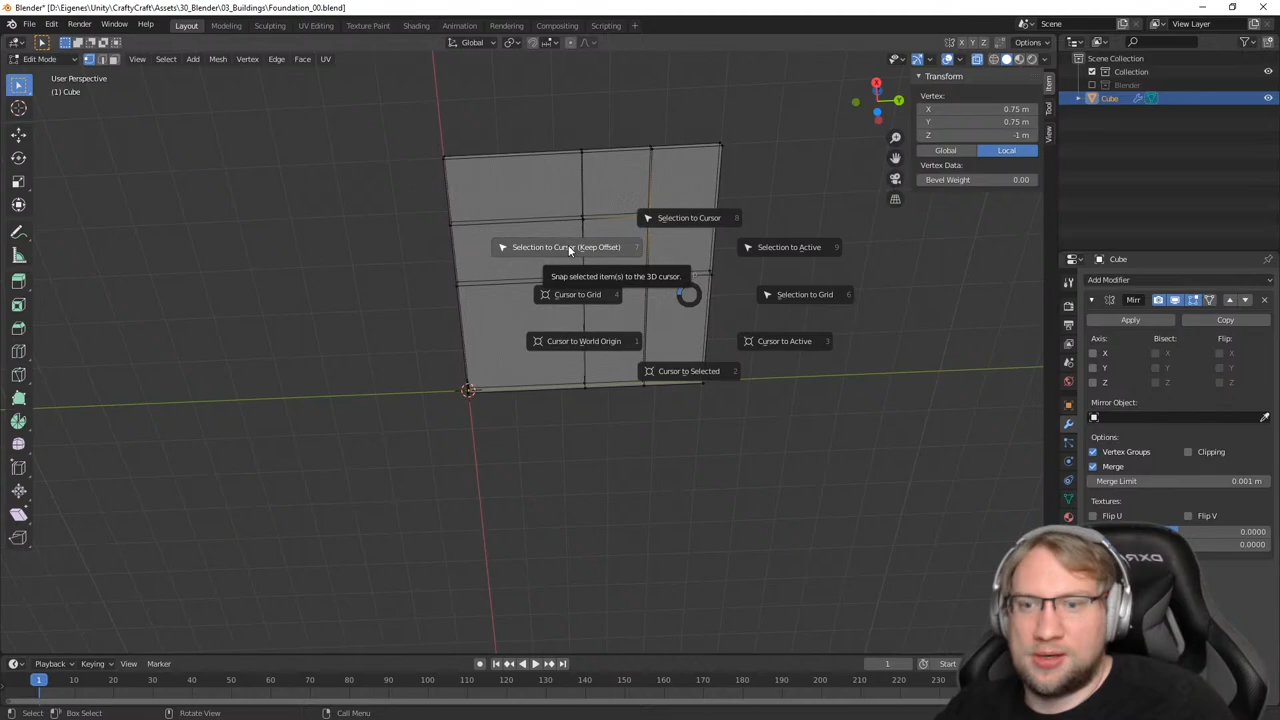 Blender* [D:\Eigenes\Unity\CraftyCraft\Assets\30_Blender\03_Buildings\Foundation_00.blend]
File Edit Render Window Help Layout Modeling Sculpting UV Editing Texture Paint Shading Animation Rendering Compositing Scripting + Scene View Layer
Global X Y Z Options
Edit Mode View Select Add Mesh Vertex Edge Face UV
User Perspective
(1) Cube
Transform
Vertex:
X 0.75 m
Y 0.75 m
Z -1 m
Global Local
Vertex Data:
Bevel Weight 0.00
Item
Tool
View
X
Y
Scene Collection
Collection
Blender
Cube
Selection to Cursor 8
Selection to Cursor (Keep Offset) 7
Selection to Active 9
Snap selected item(s) to the 3D cursor.
Cursor to Grid 4
Selection to Grid 6
Cursor to World Origin 1
Cursor to Active 3
Cursor to Selected 2
Cube
Add Modifier
Mirr
Apply Copy
Axis: Bisect: Flip:
X X X
Y Y Y
Z Z Z
Mirror Object:
Options:
Vertex Groups Clipping
Merge
Merge Limit 0.001 m
Textures:
Flip U Flip V
0.0000
0.0000
DXR
Playback Keying View Marker 1 Start
1 10 20 30 40 50 60 70 80 90 100 110 120 130 140 150 160 170 180 190 200 210 220 230
Select Box Select Rotate View Call Menu